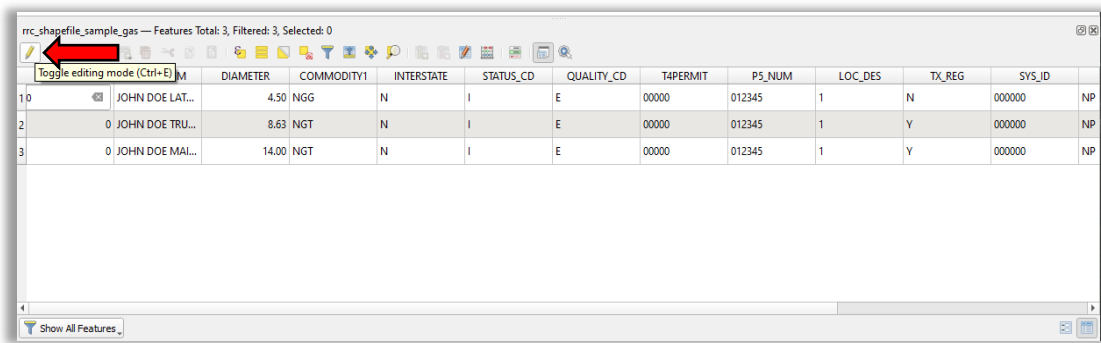 rrc_shapefile_sample_gas — Features Total: 3, Filtered: 3, Selected: 0
Toggle editing mode (Ctrl+E)
M DIAMETER COMMODITY1 INTERSTATE STATUS_CD QUALITY_CD T4PERMIT P5_NUM LOC_DES TX_REG SYS_ID
1 0 JOHN DOE LAT... 4.50 NGG N I E 00000 012345 1 N 000000 NP
2 0 JOHN DOE TRU... 8.63 NGT N I E 00000 012345 1 Y 000000 NP
3 0 JOHN DOE MAI... 14.00 NGT N I E 00000 012345 1 Y 000000 NP
Show All Features